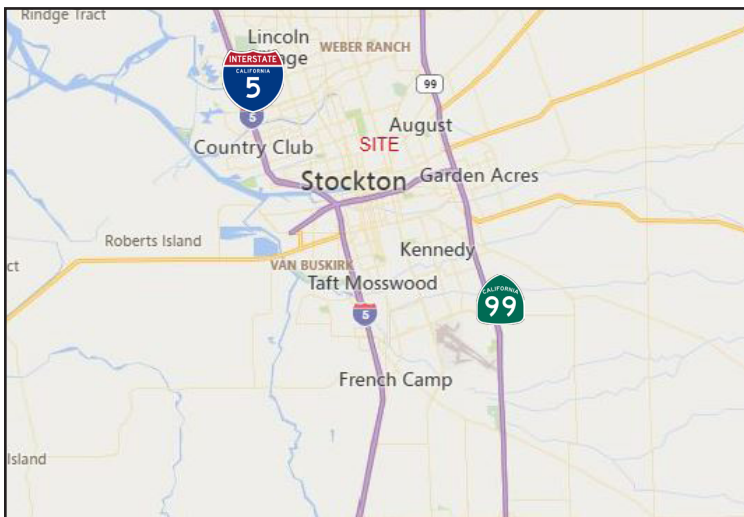 Rindge Tract
Lincoln
WEBER RANCH
INTERSTATE
CALIFORNIA
5
99
5
August
SITE
Country Club
Stockton
Garden Acres
Roberts Island
Kennedy
ct
VAN BUSKIRK
Taft Mosswood
CALIFORNIA
99
5
French Camp
Island